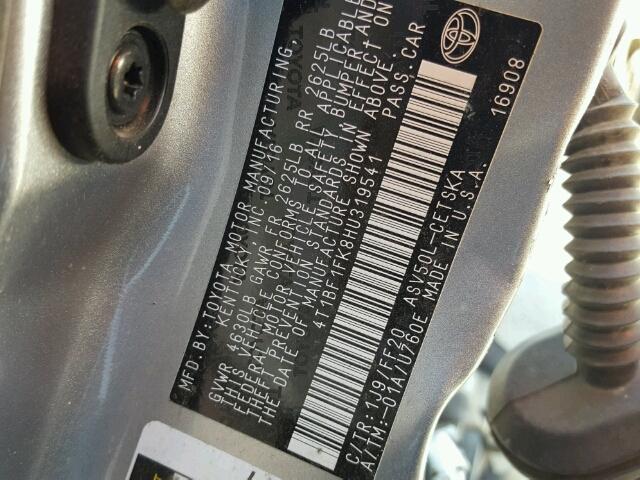 MFD. BY: TOYOTA MOTOR MANUFACTURING,
KENTUCKY, INC. 09/16
GVWR 4630LB GAWR FR 2625LB RR 2625LB
THIS VEHICLE CONFORMS TO ALL APPLICABLE
FEDERAL MOTOR VEHICLE SAFETY, BUMPER AND
THEFT PREVENTION STANDARDS IN EFFECT ON
THE DATE OF MANUFACTURE SHOWN ABOVE.
4T1BF1FK8HU319541 PASS. CAR
C/TR: 1J9/FF20 ASV50L-CETSKA
A/TM: -01A/U760E MADE IN U.S.A. 16908